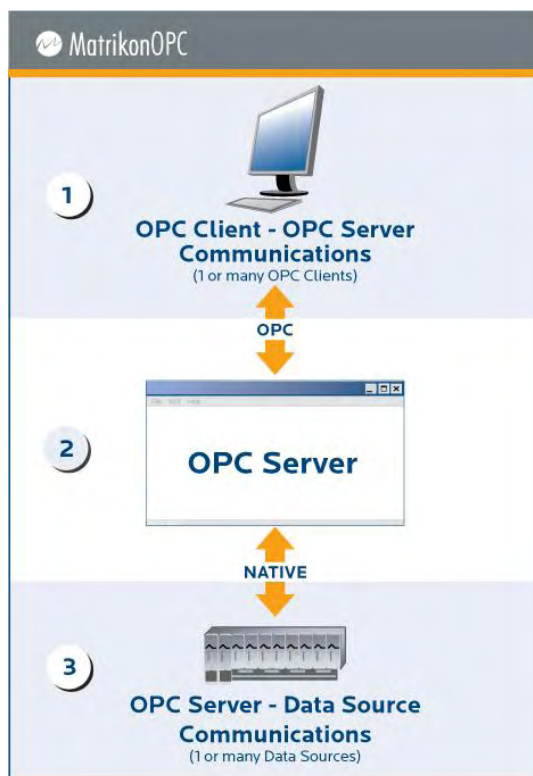 MatrikonOPC
1
OPC Client - OPC Server
Communications
(1 or many OPC Clients)
OPC
2
OPC Server
NATIVE
3
OPC Server - Data Source
Communications
(1 or many Data Sources)